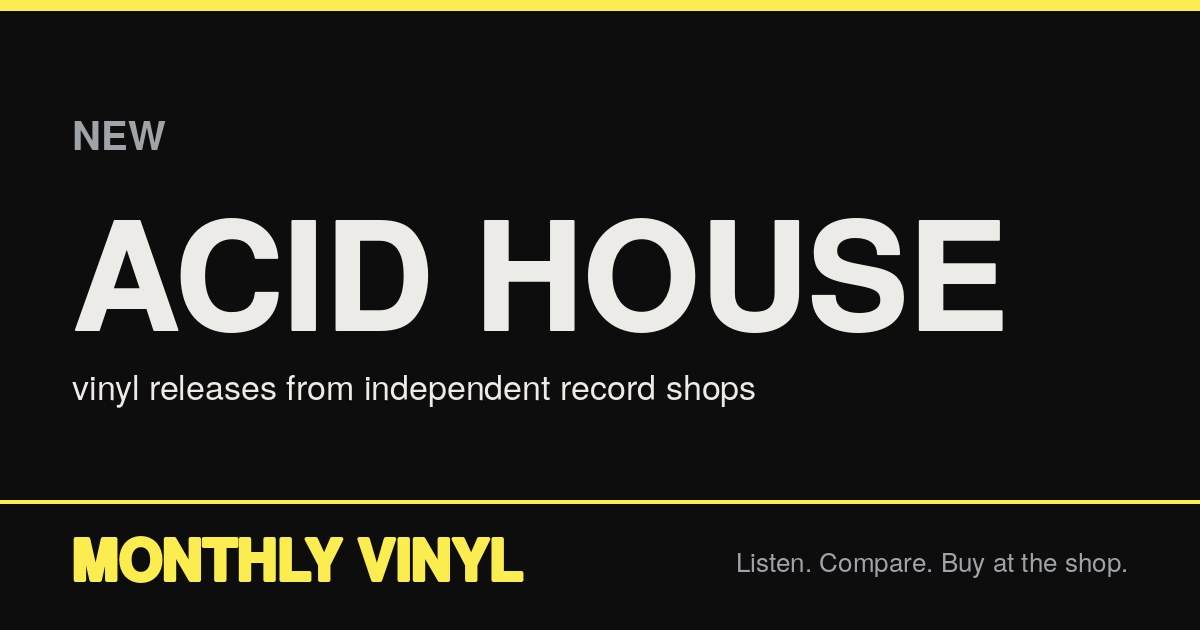 NEW
ACID HOUSE
vinyl releases from independent record shops
MONTHLY VINYL
Listen. Compare. Buy at the shop.